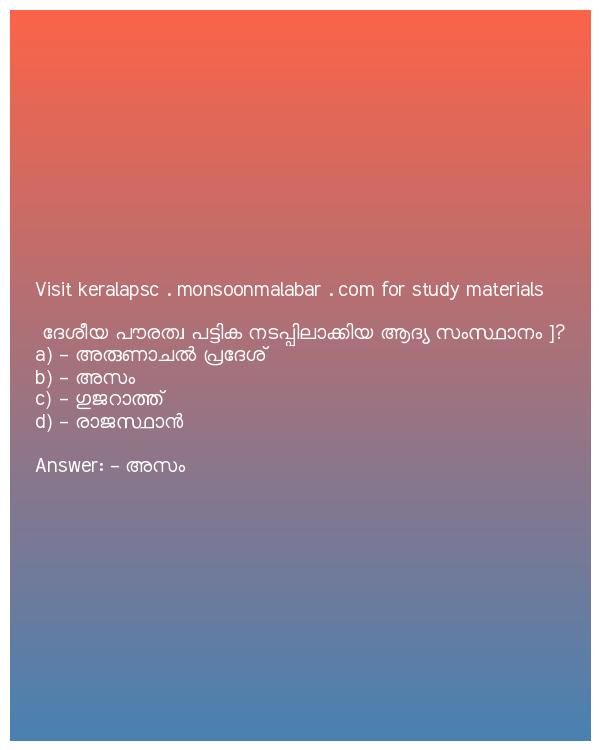 Visit keralapsc . monsoonmalabar . com for study materials
ദേശീയ പൗരത്വ പട്ടിക നടപ്പിലാക്കിയ ആദ്യ സംസ്ഥാനം ]?
a) - അരുണാചൽ പ്രദേശ്
b) - അസം
c) - ഗുജറാത്ത്
d) - രാജസ്ഥാൻ
Answer: - അസം